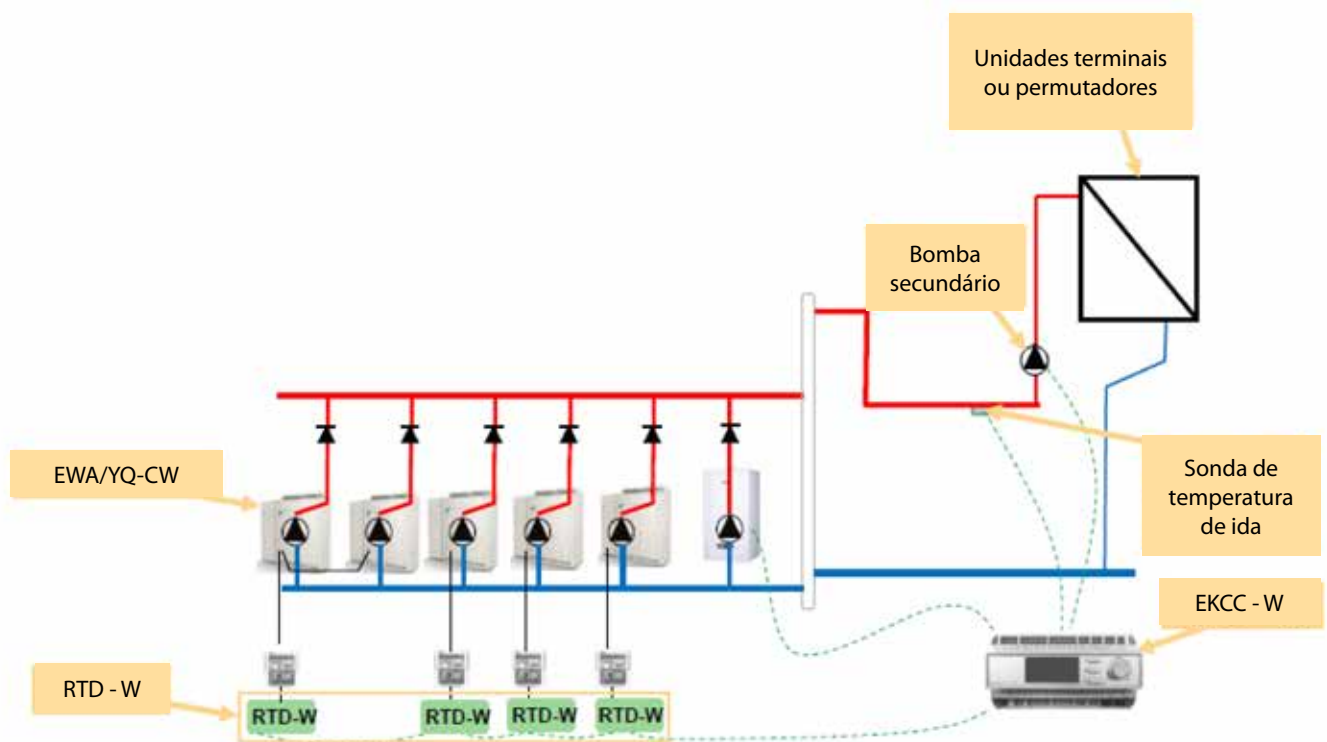 Unidades terminais
ou permutadores
Bomba
secundário
EWA/YQ-CW
Sonda de
temperatura
de ida
EKCC - W
RTD - W
RTD-W
RTD-W
RTD-W
RTD-W